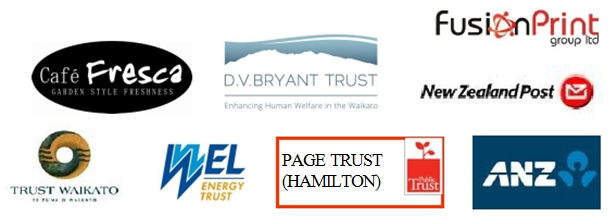 FusionPrint
group ltd
Café Fresca
GARDEN STYLE FRESHNESS
D.V. BRYANT TRUST
Enhancing Human Welfare in the Waikato
New Zealand Post
TRUST WAIKATO
TE PUNA O WAIKATO
WEL
ENERGY
TRUST
PAGE TRUST
(HAMILTON)
Public
Trust
ANZ